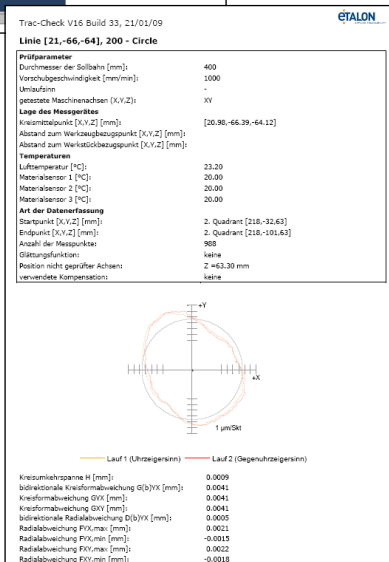 Trac-Check V16 Build 33, 21/01/09
etalon
Linie [21,-66,-64], 200 - Circle
Prüfparameter
Durchmesser der Sollbahn [mm]: 400
Vorschubgeschwindigkeit [mm/min]: 1000
Umlaufsinn -
getestete Maschinenachsen (X,Y,Z): XY
Lage des Messgerätes
Kreismittelpunkt [X,Y,Z] [mm]: [20.98,-66.39,-64.12]
Abstand zum Werkzeugbezugspunkt [X,Y,Z] [mm]:
Abstand zum Werkstückbezugspunkt [X,Y,Z] [mm]:
Temperaturen
Lufttemperatur [°C]: 23.20
Materialsensor 1 [°C]: 20.00
Materialsensor 2 [°C]: 20.00
Materialsensor 3 [°C]: 20.00
Art der Datenerfassung
Startpunkt [X,Y,Z] [mm]: 2. Quadrant [218,-32,63]
Endpunkt [X,Y,Z] [mm]: 2. Quadrant [218,-101,63]
Anzahl der Messpunkte: 988
Glättungsfunktion: keine
Position nicht geprüfter Achsen: Z =63.30 mm
verwendete Kompensation: keine
+Y
+X
1 µm/Skt
Lauf 1 (Uhrzeigersinn) Lauf 2 (Gegenuhrzeigersinn)
Kreisumkehrspanne H [mm]: 0.0009
bidirektionale Kreisformabweichung G(b)YX [mm]: 0.0041
Kreisformabweichung GYX [mm]: 0.0041
Kreisformabweichung GXY [mm]: 0.0041
bidirektionale Radialabweichung D(b)YX [mm]: 0.0005
Radialabweichung FYX,max [mm]: 0.0021
Radialabweichung FYX,min [mm]: -0.0015
Radialabweichung FXY,max [mm]: 0.0022
Radialabweichung FXY,min [mm]: -0.0018